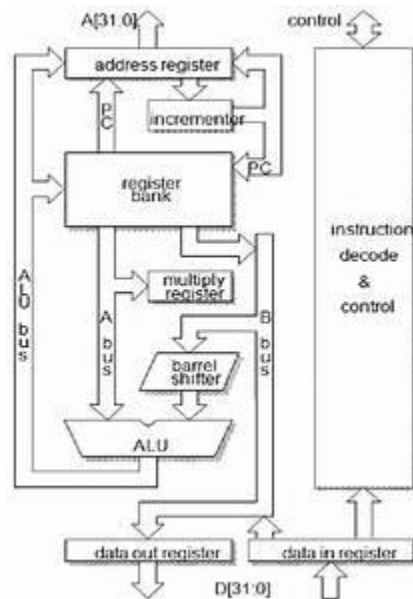 A[31:0]
control
address register
PC
incrementer
PC
register
bank
instruction
decode
&
control
multiply
register
ALU bus
A bus
B bus
barrel
shifter
ALU
data out register
data in register
D[31:0]